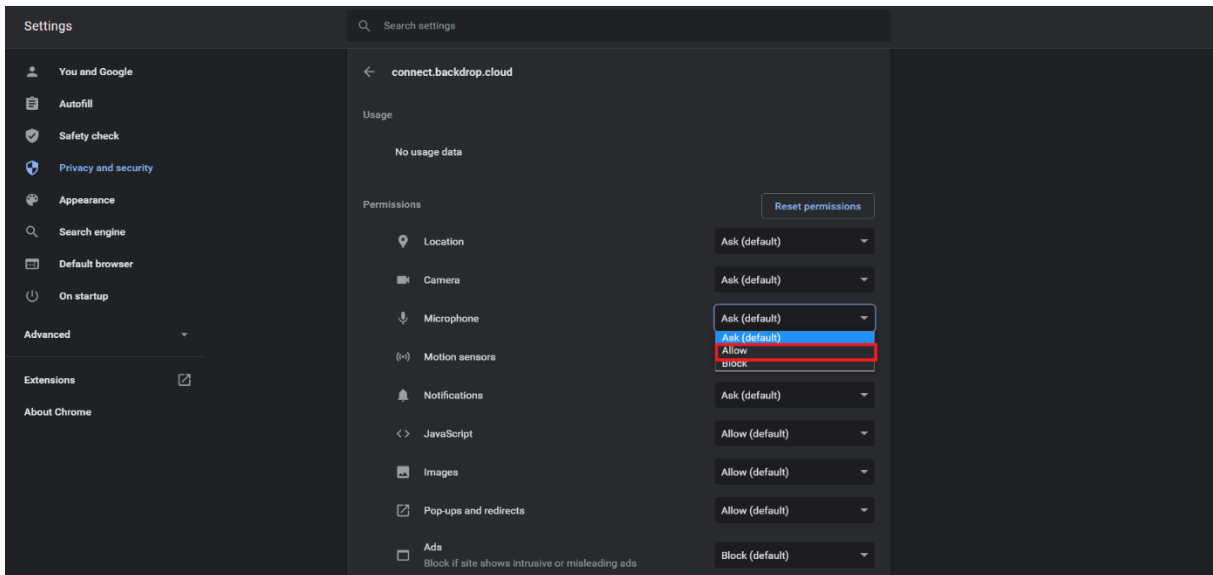 Settings
Search settings
You and Google
Autofill
Safety check
Privacy and security
Appearance
Search engine
Default browser
On startup
Advanced
Extensions
About Chrome
connect.backdrop.cloud
Usage
No usage data
Permissions
Reset permissions
Location
Ask (default)
Camera
Ask (default)
Microphone
Ask (default)
Ask (default)
Allow
Block
Motion sensors
Notifications
Ask (default)
JavaScript
Allow (default)
Images
Allow (default)
Pop-ups and redirects
Allow (default)
Ads
Block if site shows intrusive or misleading ads
Block (default)